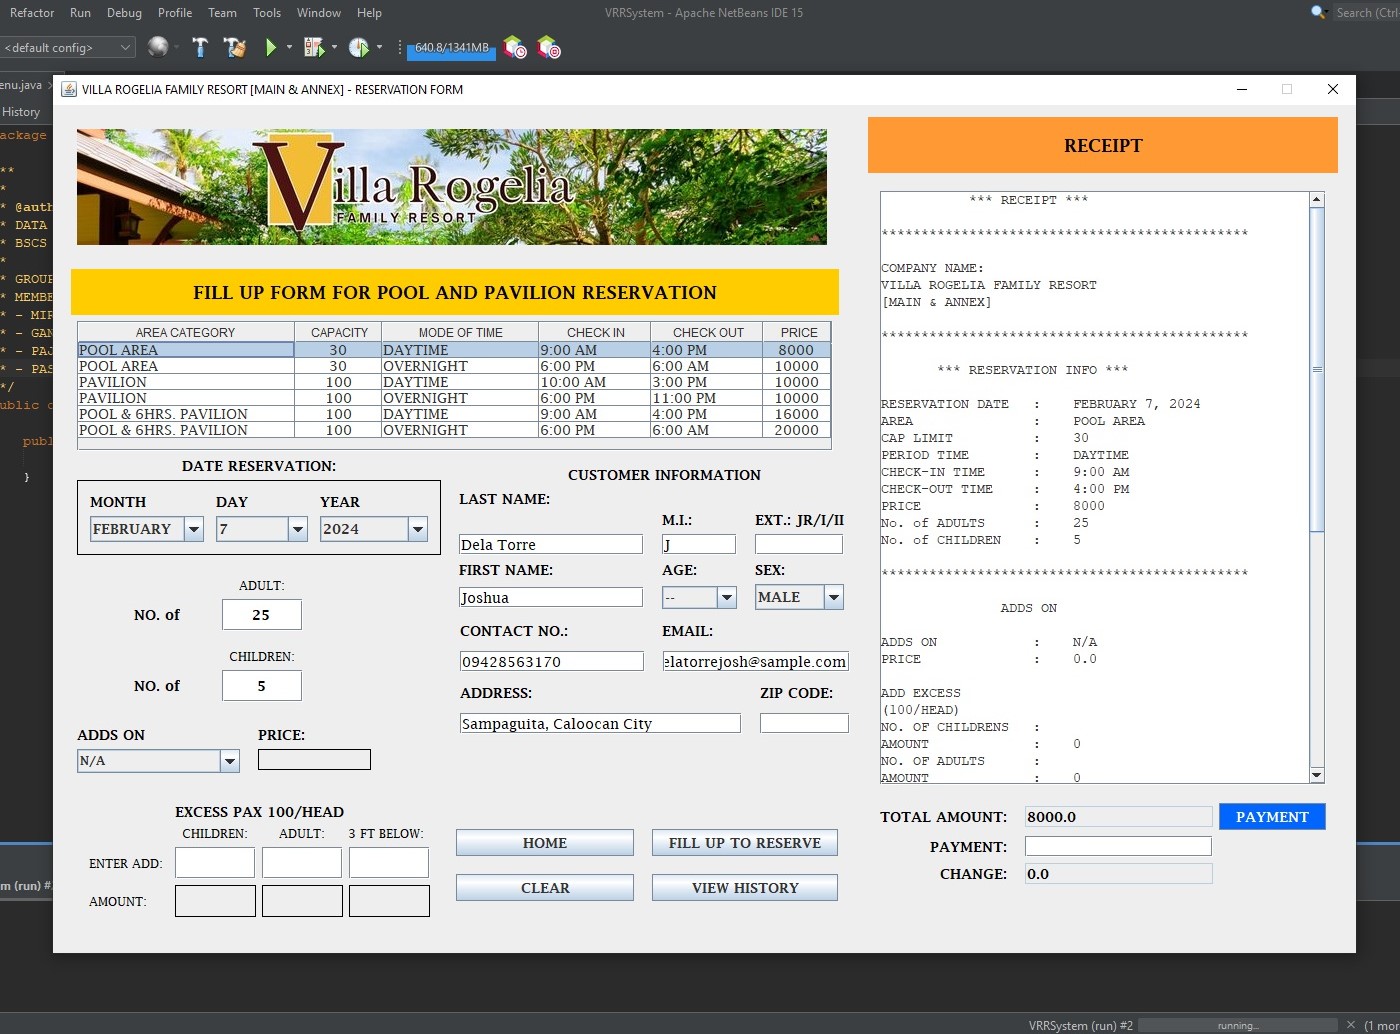 Refactor Run Debug Profile Team Tools Window Help VRRSystem - Apache NetBeans IDE 15 Search (Ctrl-
<default config> 640.8/1341MB
enu.java
History
ackage
**
*
* @auth
* DATA
* BSCS
*
* GROUP
* MEMBE
* - MIR
* - GAN
* - PAJ
* - PAS
*/
ublic c
publ
}
m (run) #
VILLA ROGELIA FAMILY RESORT [MAIN & ANNEX] - RESERVATION FORM
Villa Rogelia
FAMILY RESORT
FILL UP FORM FOR POOL AND PAVILION RESERVATION
AREA CATEGORY CAPACITY MODE OF TIME CHECK IN CHECK OUT PRICE
POOL AREA 30 DAYTIME 9:00 AM 4:00 PM 8000
POOL AREA 30 OVERNIGHT 6:00 PM 6:00 AM 10000
PAVILION 100 DAYTIME 10:00 AM 3:00 PM 10000
PAVILION 100 OVERNIGHT 6:00 PM 11:00 PM 10000
POOL & 6HRS. PAVILION 100 DAYTIME 9:00 AM 4:00 PM 16000
POOL & 6HRS. PAVILION 100 OVERNIGHT 6:00 PM 6:00 AM 20000
DATE RESERVATION:
MONTH DAY YEAR
FEBRUARY 7 2024
ADULT:
NO. of 25
CHILDREN:
NO. of 5
ADDS ON PRICE:
N/A
EXCESS PAX 100/HEAD
CHILDREN: ADULT: 3 FT BELOW:
ENTER ADD:
AMOUNT:
CUSTOMER INFORMATION
LAST NAME:
M.I.: EXT.: JR/I/II
Dela Torre J
FIRST NAME: AGE: SEX:
Joshua -- MALE
CONTACT NO.: EMAIL:
09428563170 elatorrejosh@sample.com
ADDRESS: ZIP CODE:
Sampaguita, Caloocan City
HOME FILL UP TO RESERVE
CLEAR VIEW HISTORY
RECEIPT
*** RECEIPT ***
**********************************************
COMPANY NAME:
VILLA ROGELIA FAMILY RESORT
[MAIN & ANNEX]
**********************************************
*** RESERVATION INFO ***
RESERVATION DATE : FEBRUARY 7, 2024
AREA : POOL AREA
CAP LIMIT : 30
PERIOD TIME : DAYTIME
CHECK-IN TIME : 9:00 AM
CHECK-OUT TIME : 4:00 PM
PRICE : 8000
No. of ADULTS : 25
No. of CHILDREN : 5
**********************************************
ADDS ON
ADDS ON : N/A
PRICE : 0.0
ADD EXCESS
(100/HEAD)
NO. OF CHILDRENS :
AMOUNT : 0
NO. OF ADULTS :
AMOUNT : 0
TOTAL AMOUNT: 8000.0 PAYMENT
PAYMENT:
CHANGE: 0.0
VRRSystem (run) #2 running... (1 mor